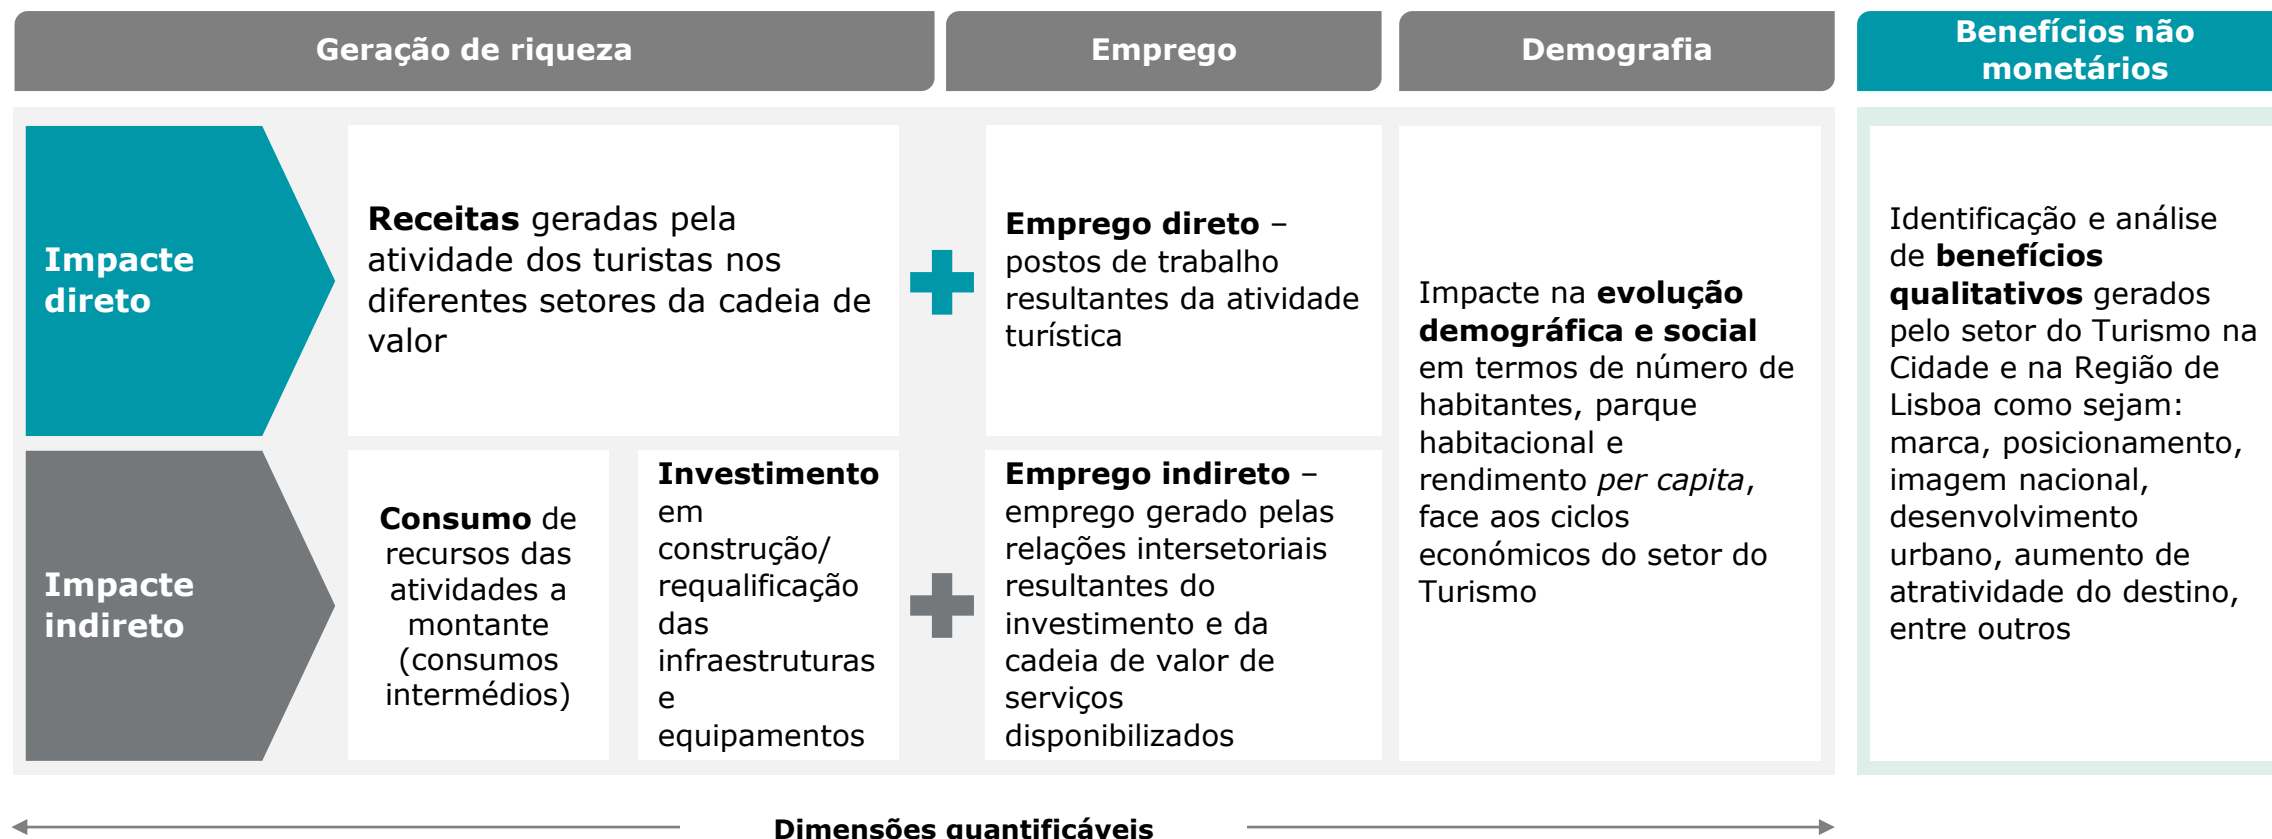 Geração de riqueza
Emprego
Demografia
Benefícios não
monetários
Impacte
direto
Receitas geradas pela
atividade dos turistas nos
diferentes setores da cadeia de
valor
Emprego direto –
postos de trabalho
resultantes da atividade
turística
Impacte
indireto
Consumo de
recursos das
atividades a
montante
(consumos
intermédios)
Investimento
em
construção/
requalificação
das
infraestruturas
e
equipamentos
Emprego indireto –
emprego gerado pelas
relações intersetoriais
resultantes do
investimento e da
cadeia de valor de
serviços
disponibilizados
Impacte na evolução
demográfica e social
em termos de número de
habitantes, parque
habitacional e
rendimento per capita,
face aos ciclos
económicos do setor do
Turismo
Identificação e análise
de benefícios
qualitativos gerados
pelo setor do Turismo na
Cidade e na Região de
Lisboa como sejam:
marca, posicionamento,
imagem nacional,
desenvolvimento
urbano, aumento de
atratividade do destino,
entre outros
Dimensões quantificáveis